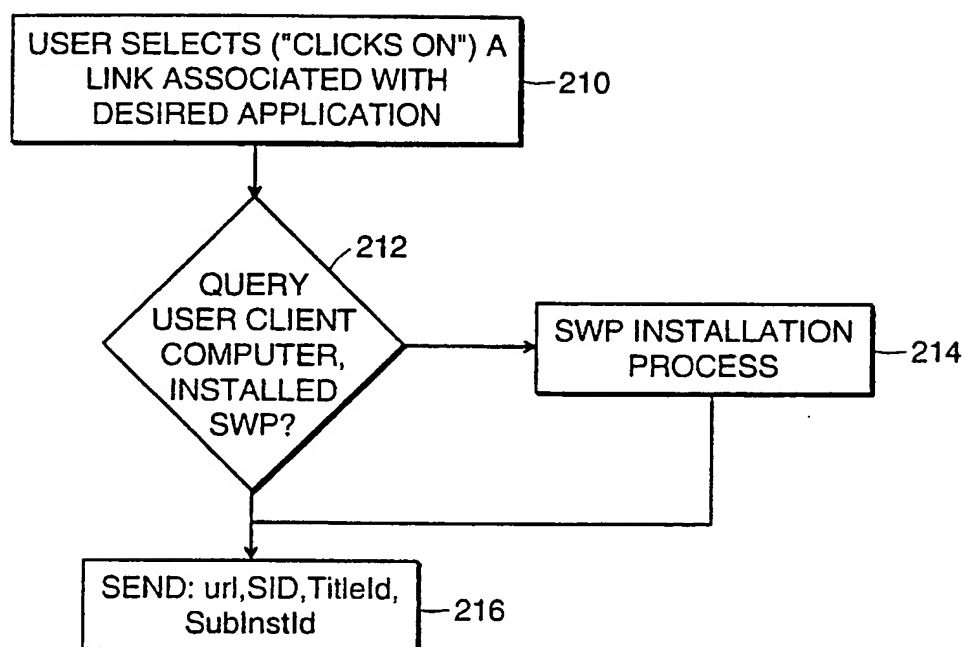 USER SELECTS ("CLICKS ON") A
LINK ASSOCIATED WITH
DESIRED APPLICATION
210
212
QUERY
USER CLIENT
COMPUTER,
INSTALLED
SWP?
SWP INSTALLATION
PROCESS
214
SEND: url,SID,TitleId,
SubInstId
216